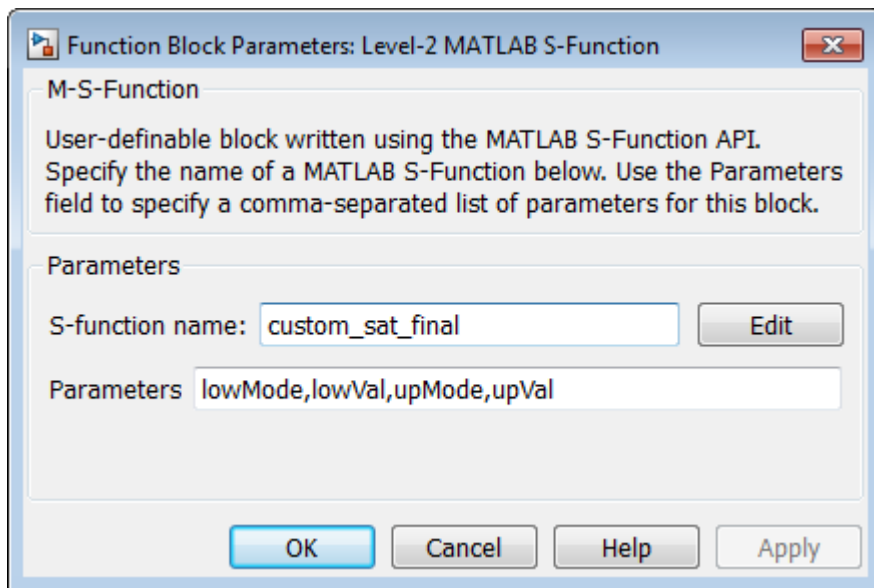 Function Block Parameters: Level-2 MATLAB S-Function
M-S-Function
User-definable block written using the MATLAB S-Function API.
Specify the name of a MATLAB S-Function below. Use the Parameters
field to specify a comma-separated list of parameters for this block.
Parameters
S-function name: custom_sat_final Edit
Parameters lowMode,lowVal,upMode,upVal
OK Cancel Help Apply